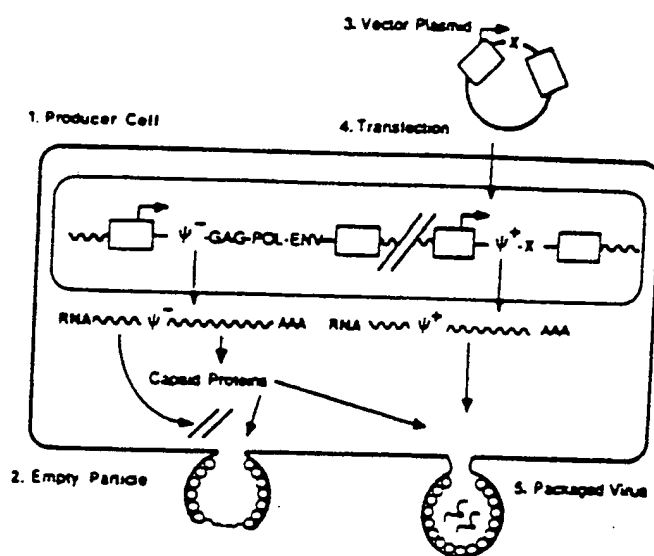 3. Vector Plasmid
X
1. Producer Cell
4. Transfection
Ψ⁻-GAG-POL-ENV
Ψ⁺-X
RNA Ψ⁻ AAA
RNA Ψ⁺ AAA
Capsid Proteins
2. Empty Particle
5. Packaged Virus